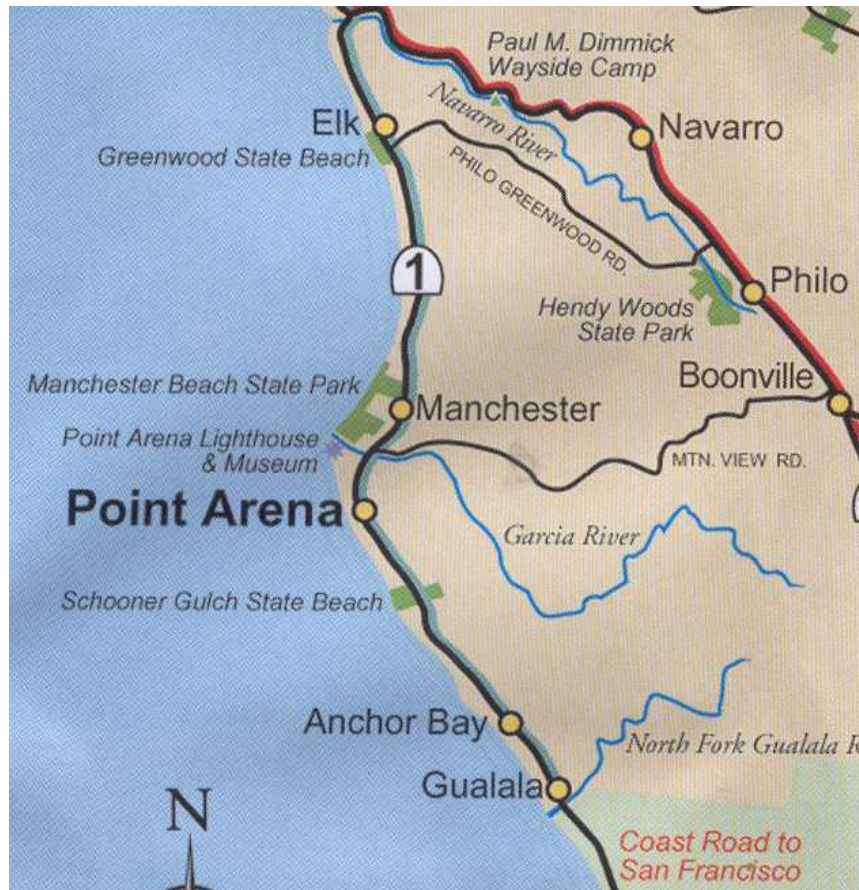 Paul M. Dimmick
Wayside Camp
Elk
Navarro River
Navarro
Greenwood State Beach
PHILO GREENWOOD RD.
1
Philo
Hendy Woods
State Park
Boonville
Manchester Beach State Park
Manchester
Point Arena Lighthouse
& Museum
MTN. VIEW RD.
Point Arena
Garcia River
Schooner Gulch State Beach
Anchor Bay
North Fork Gualala R
Gualala
N
Coast Road to
San Francisco